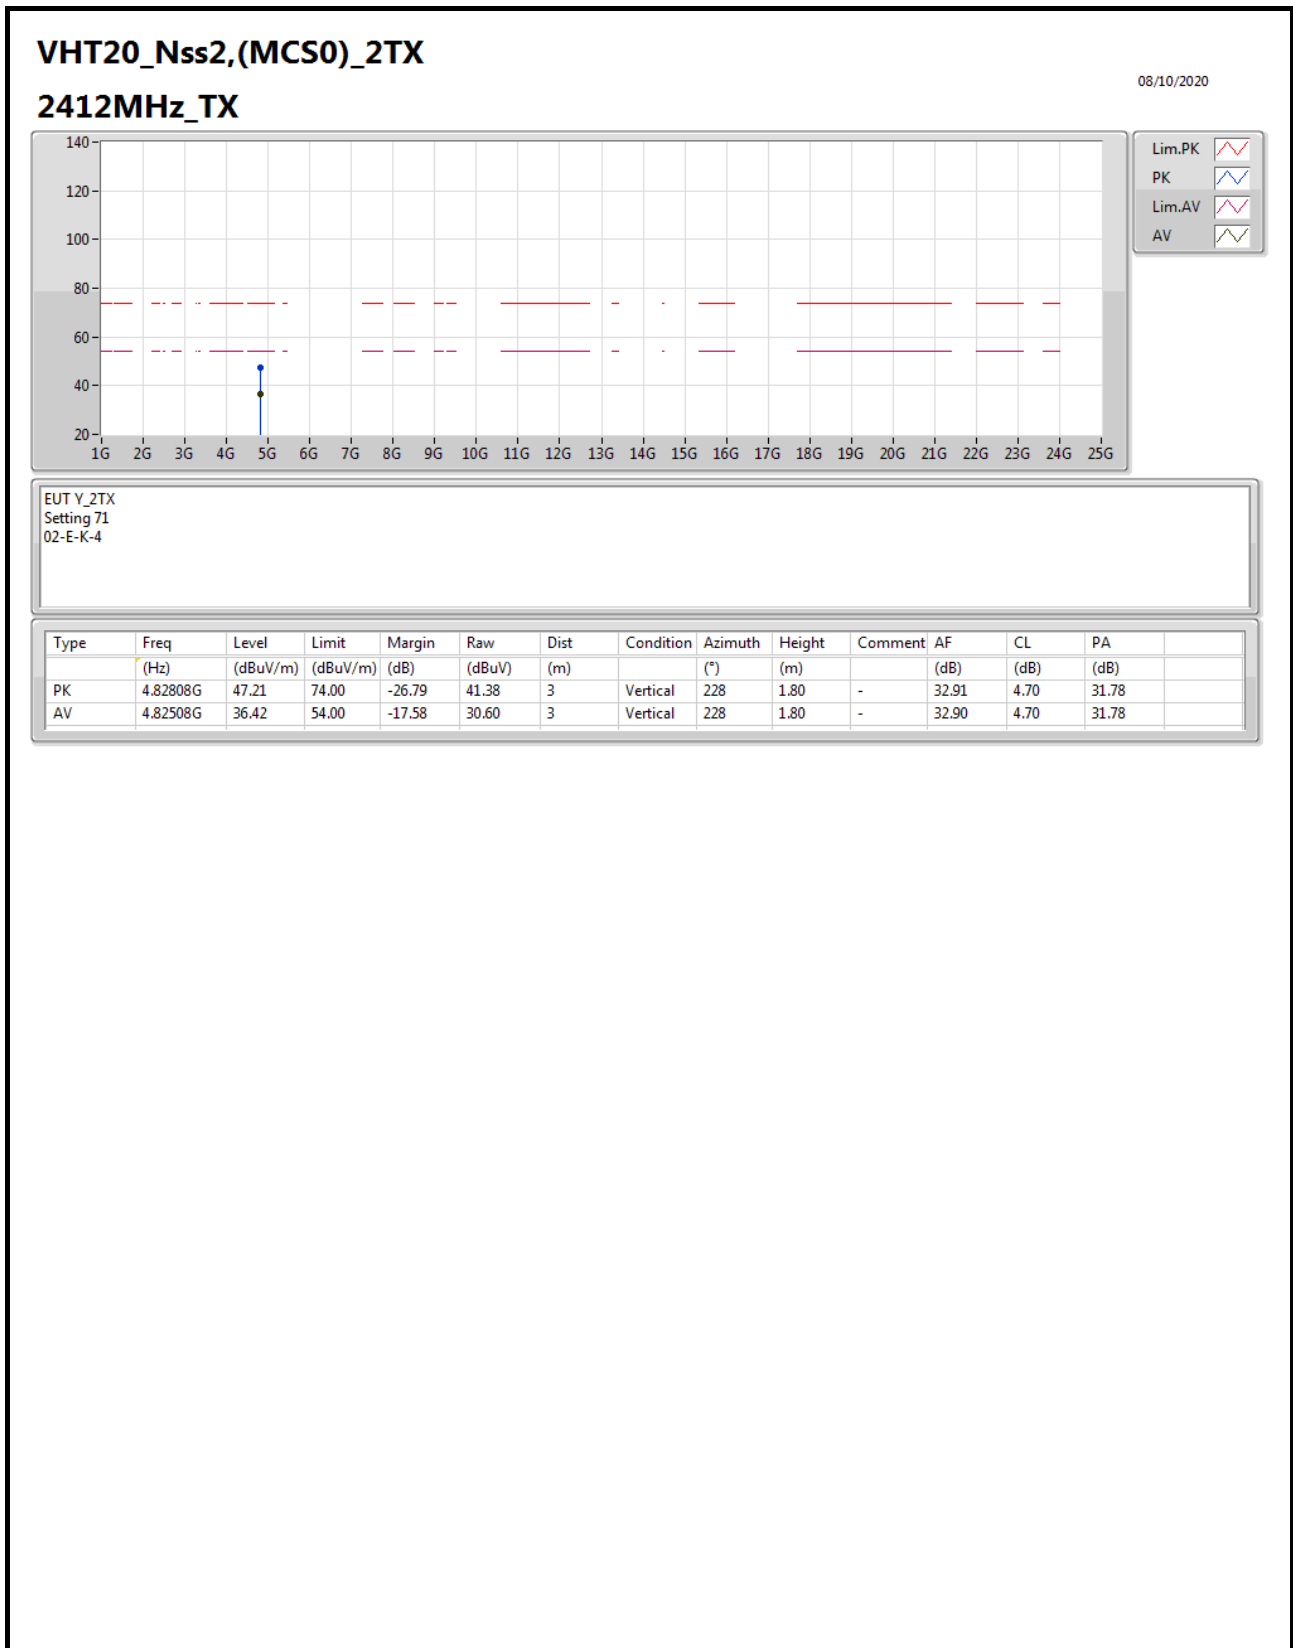 VHT20_Nss2,(MCS0)_2TX
08/10/2020
2412MHz_TX
140
120
100
80
60
40
20
1G 2G 3G 4G 5G 6G 7G 8G 9G 10G 11G 12G 13G 14G 15G 16G 17G 18G 19G 20G 21G 22G 23G 24G 25G
Lim.PK
PK
Lim.AV
AV
EUT Y_2TX
Setting 71
02-E-K-4
Type Freq Level Limit Margin Raw Dist Condition Azimuth Height Comment AF CL PA
(Hz) (dBuV/m) (dBuV/m) (dB) (dBuV) (m) (°) (m) (dB) (dB) (dB)
PK 4.82808G 47.21 74.00 -26.79 41.38 3 Vertical 228 1.80 - 32.91 4.70 31.78
AV 4.82508G 36.42 54.00 -17.58 30.60 3 Vertical 228 1.80 - 32.90 4.70 31.78